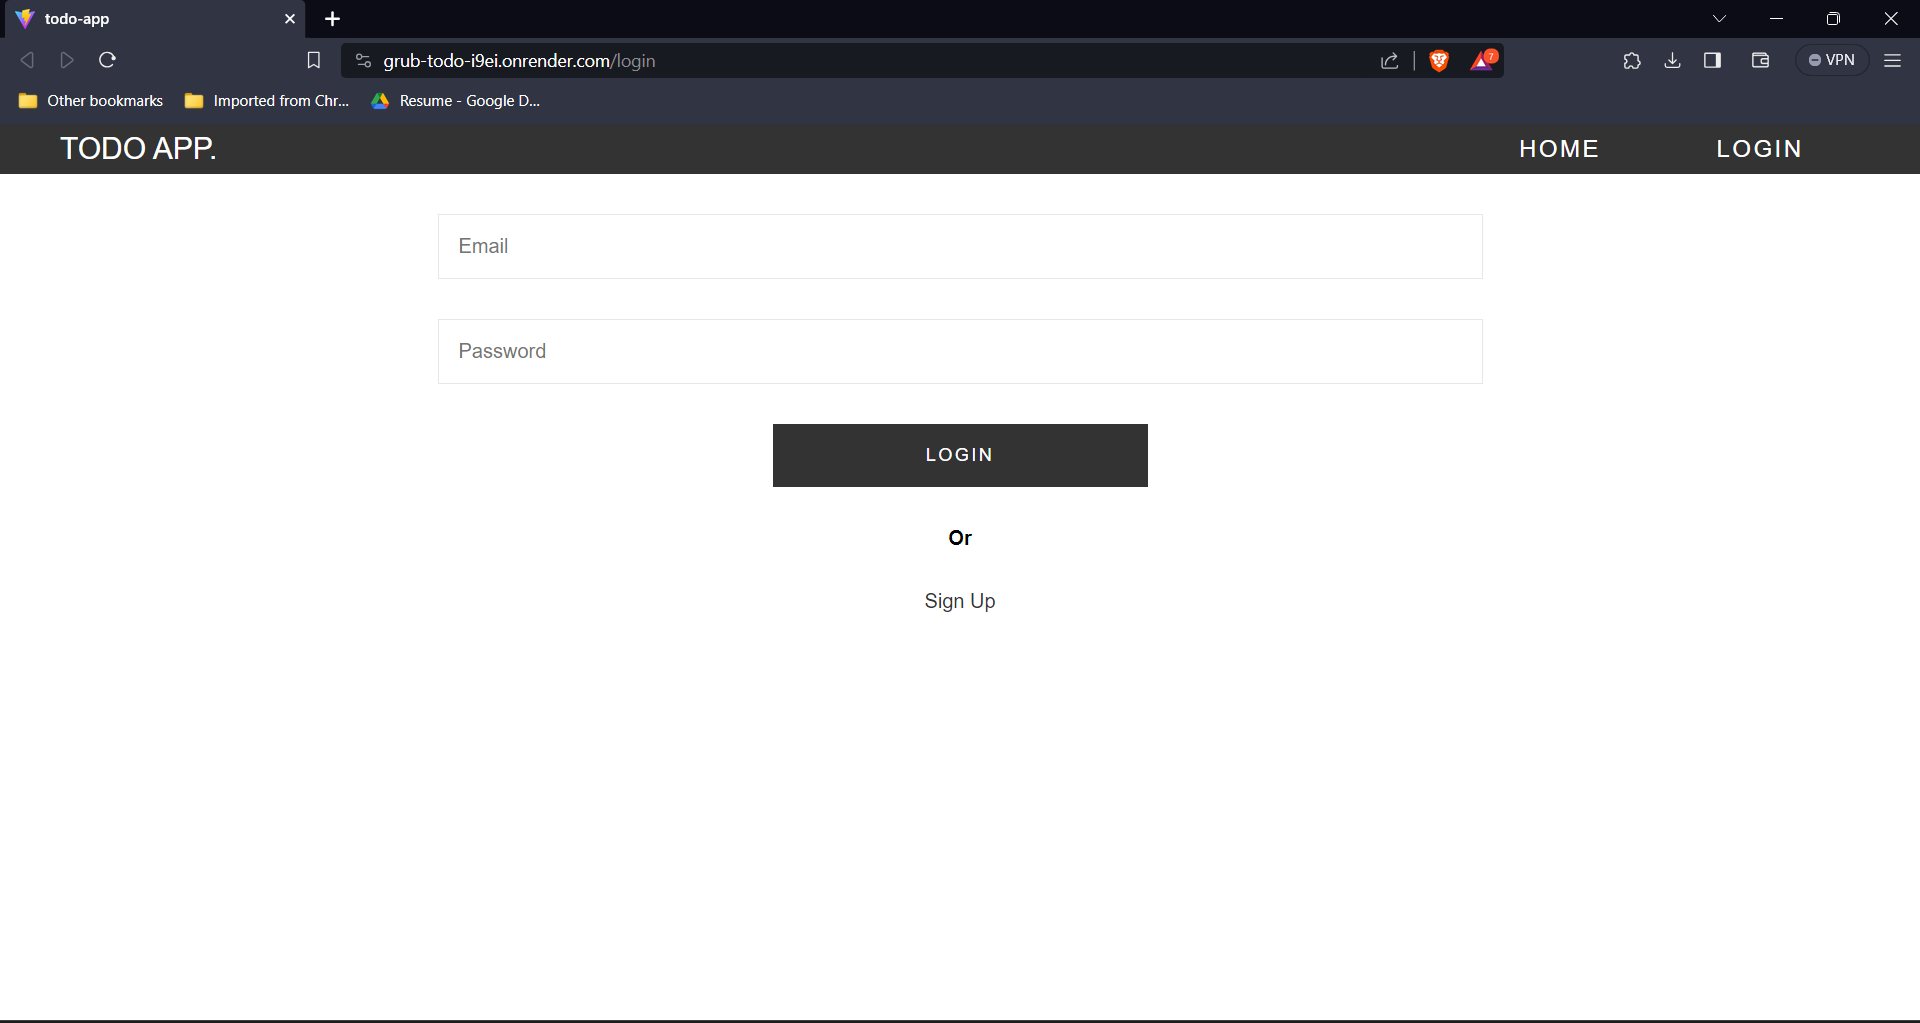 todo-app
grub-todo-i9ei.onrender.com/login
7
VPN
Other bookmarks
Imported from Chr...
Resume - Google D...
TODO APP.
HOME
LOGIN
Email
Password
LOGIN
Or
Sign Up